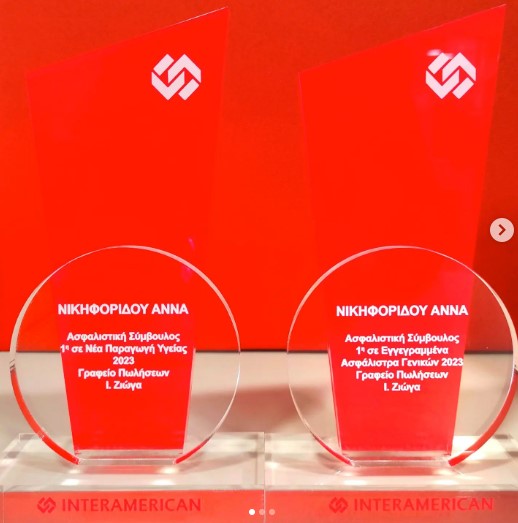 ΝΙΚΗΦΟΡΙΔΟΥ ΑΝΝΑ
Ασφαλιστική Σύμβουλος
1η σε Νέα Παραγωγή Υγείας
2023
Γραφείο Πωλήσεων
Ι. Ζιώγα
INTERAMERICAN
ΝΙΚΗΦΟΡΙΔΟΥ ΑΝΝΑ
Ασφαλιστική Σύμβουλος
1η σε Εγγεγραμμένα
Ασφάλιστρα Γενικών 2023
Γραφείο Πωλήσεων
Ι. Ζιώγα
INTERAMERICAN